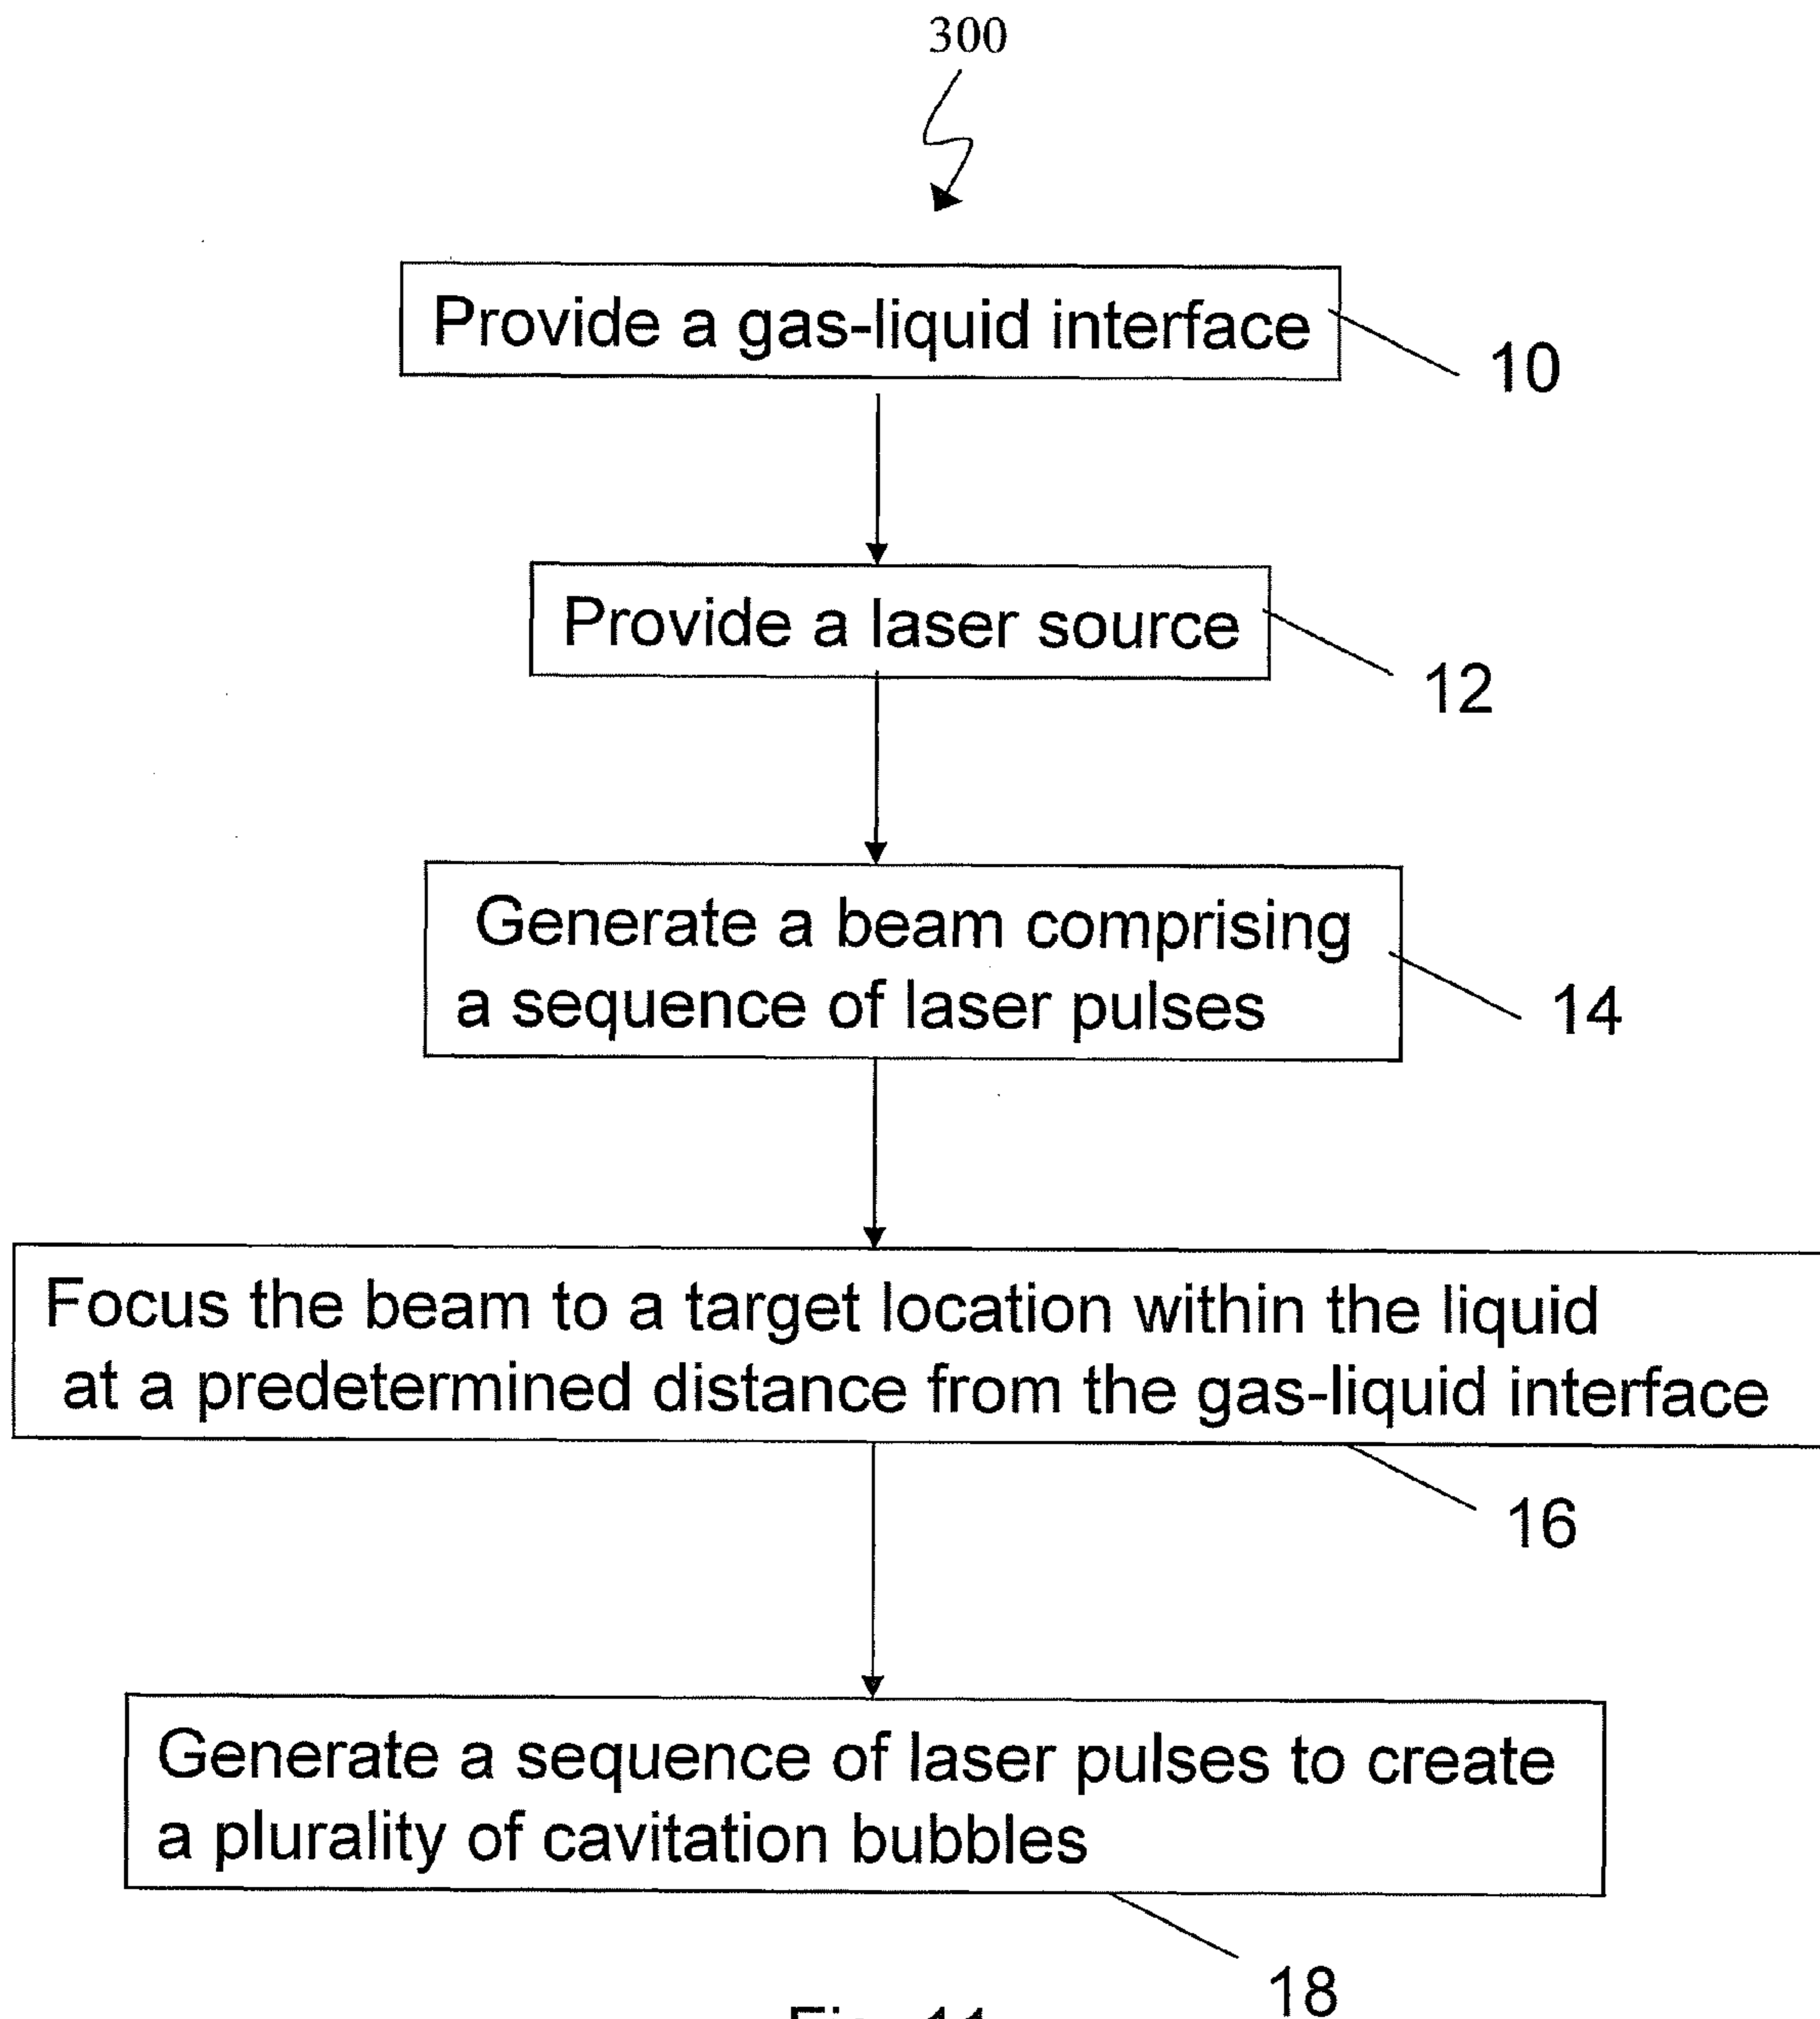 300
Provide a gas-liquid interface
10
Provide a laser source
12
Generate a beam comprising
a sequence of laser pulses
14
Focus the beam to a target location within the liquid
at a predetermined distance from the gas-liquid interface
16
Generate a sequence of laser pulses to create
a plurality of cavitation bubbles
18
Fig. 11